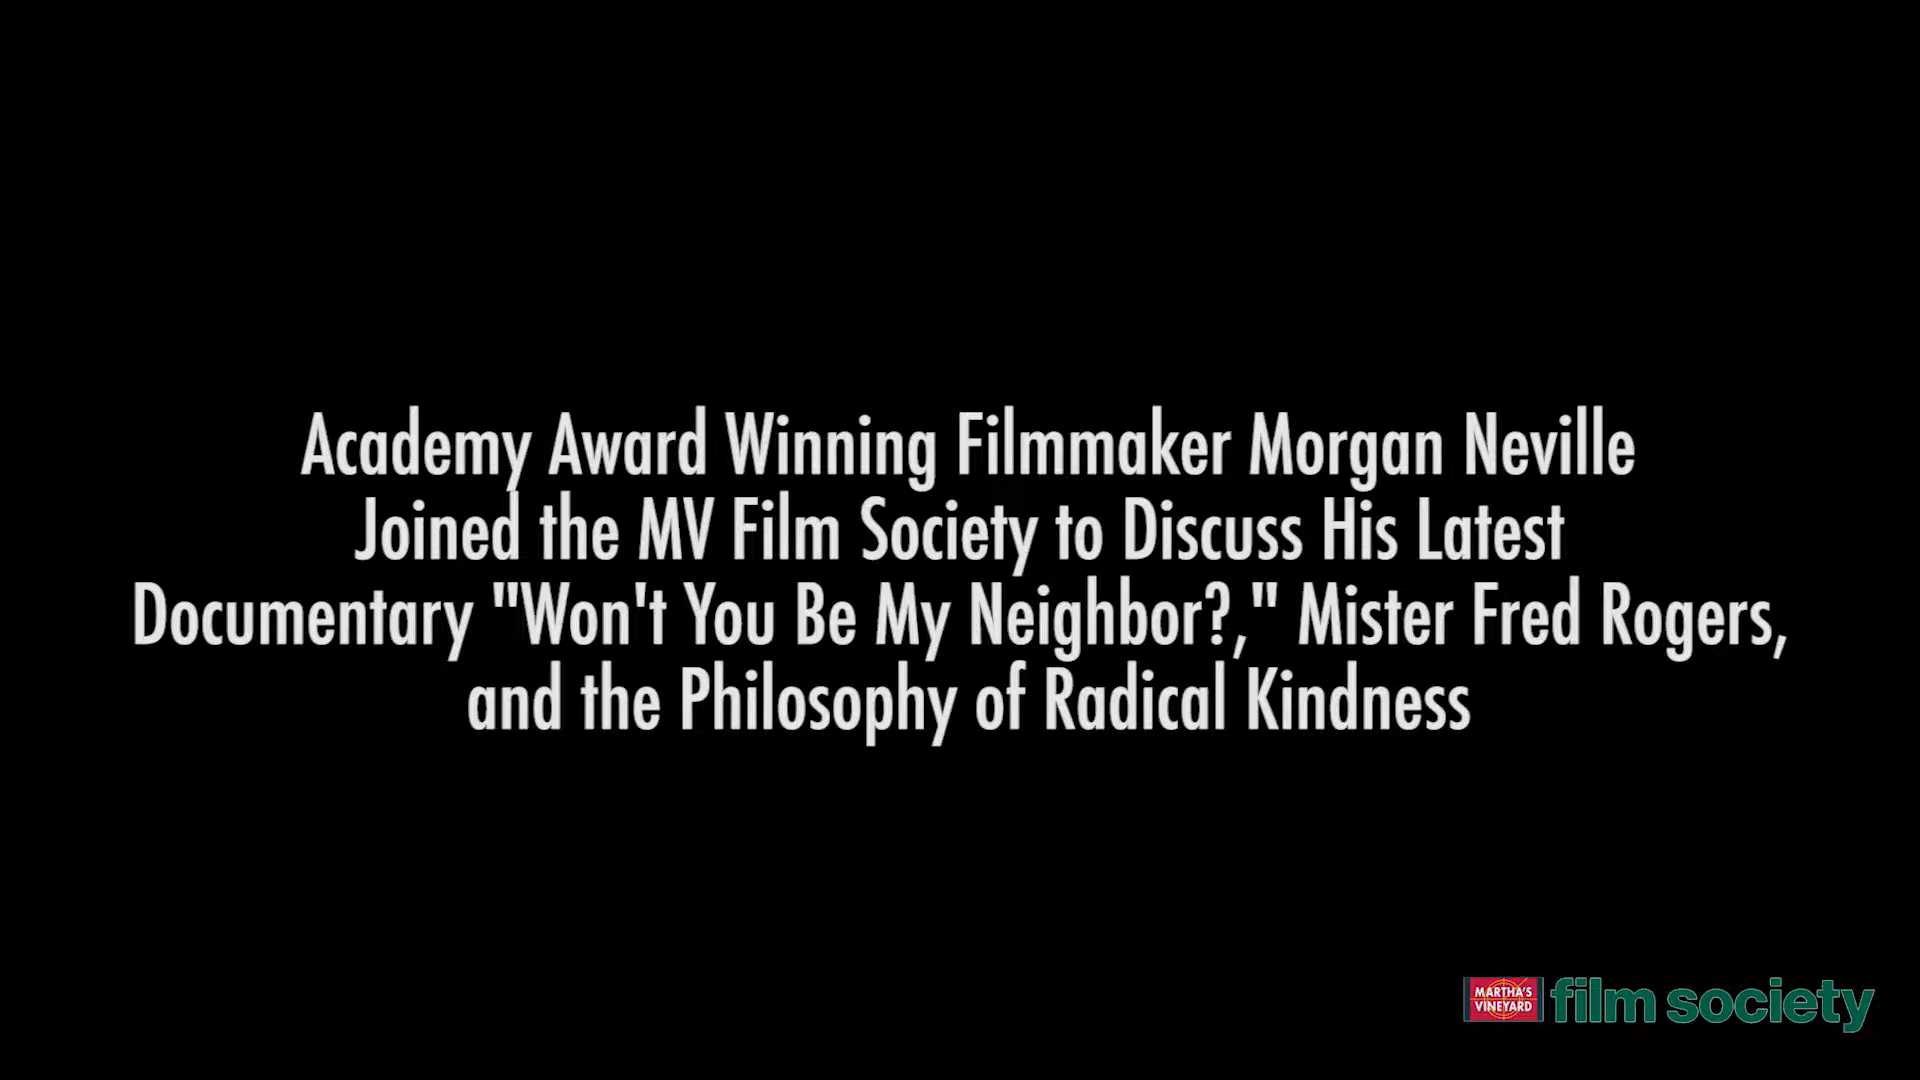 Academy Award Winning Filmmaker Morgan Neville
Joined the MV Film Society to Discuss His Latest
Documentary "Won't You Be My Neighbor?," Mister Fred Rogers,
and the Philosophy of Radical Kindness
MARTHA'S
VINEYARD
film society